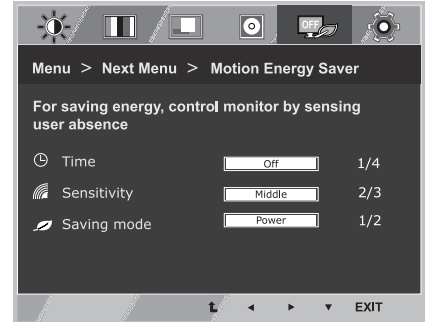 OFF
Menu > Next Menu > Motion Energy Saver
For saving energy, control monitor by sensing
user absence
Time Off 1/4
Sensitivity Middle 2/3
Saving mode Power 1/2
EXIT